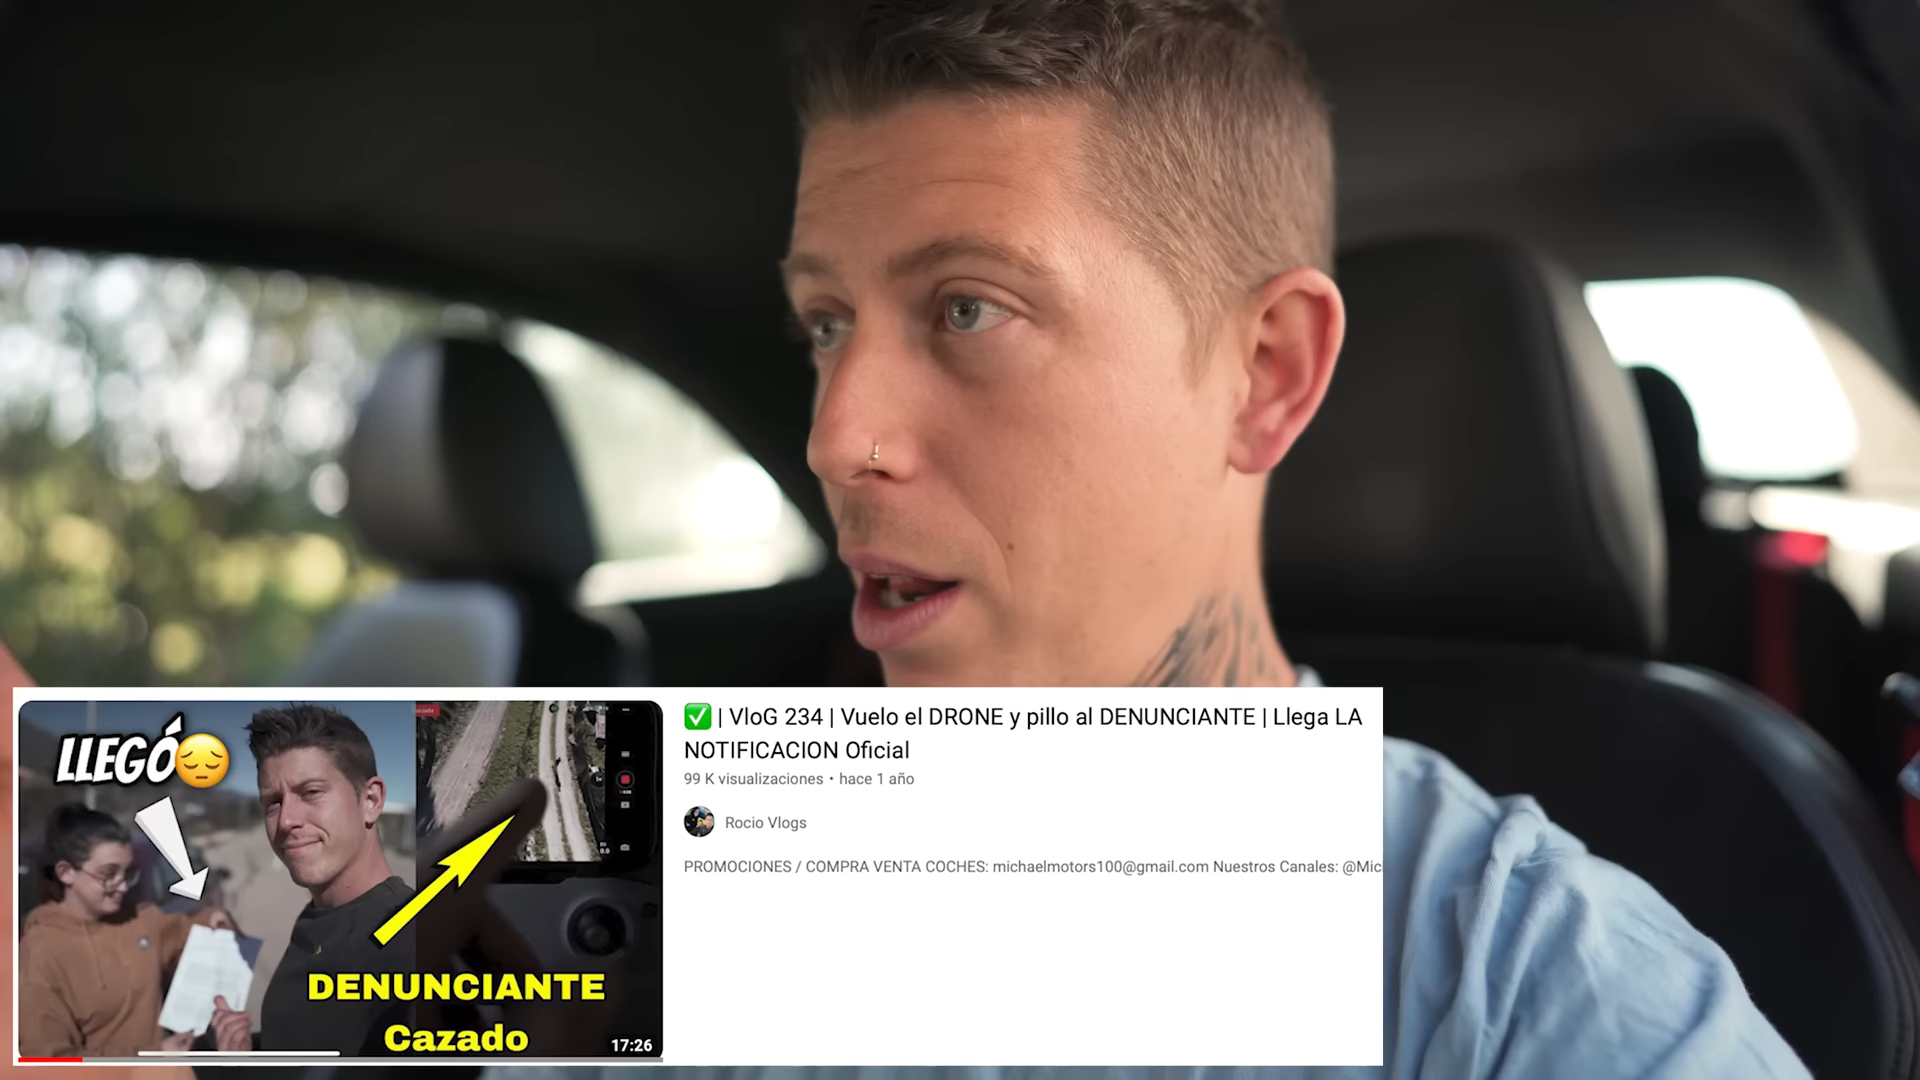 LLEGÓ😔
DENUNCIANTE
Cazado
17:26
✅ | VloG 234 | Vuelo el DRONE y pillo al DENUNCIANTE | Llega LA
NOTIFICACION Oficial
99 K visualizaciones • hace 1 año
Rocio Vlogs
PROMOCIONES / COMPRA VENTA COCHES: michaelmotors100@gmail.com Nuestros Canales: @Mic